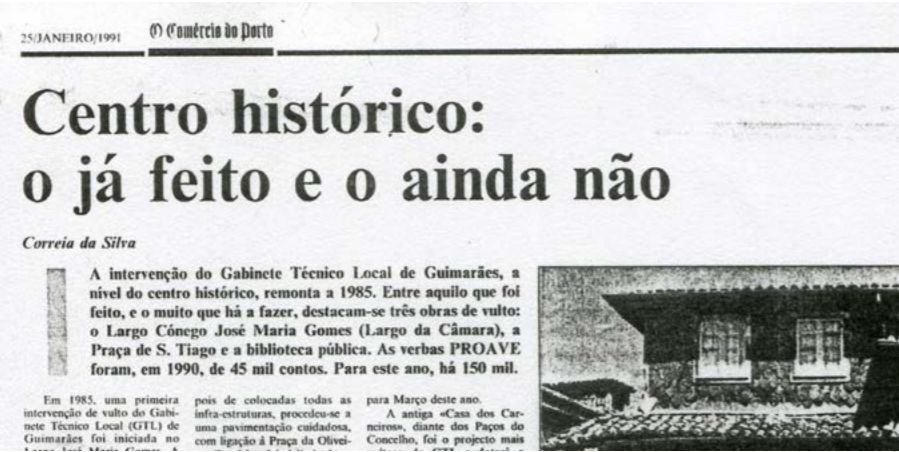 25/JANEIRO/1991
O Comércio do Porto
Centro histórico:
o já feito e o ainda não
Correia da Silva
A intervenção do Gabinete Técnico Local de Guimarães, a
nível do centro histórico, remonta a 1985. Entre aquilo que foi
feito, e o muito que há a fazer, destacam-se três obras de vulto:
o Largo Cónego José Maria Gomes (Largo da Câmara), a
Praça de S. Tiago e a biblioteca pública. As verbas PROAVE
foram, em 1990, de 45 mil contos. Para este ano, há 150 mil.
Em 1985, uma primeira
intervenção de vulto do Gabi-
nete Técnico Local (GTL) de
Guimarães foi iniciada no
Largo José Maria Gomes. A
pois de colocadas todas as
infra-estruturas, procedeu-se a
uma pavimentação cuidadosa,
com ligação à Praça da Olivei-
para Março deste ano.
A antiga «Casa dos Car-
neiros», diante dos Paços do
Concelho, foi o projecto mais